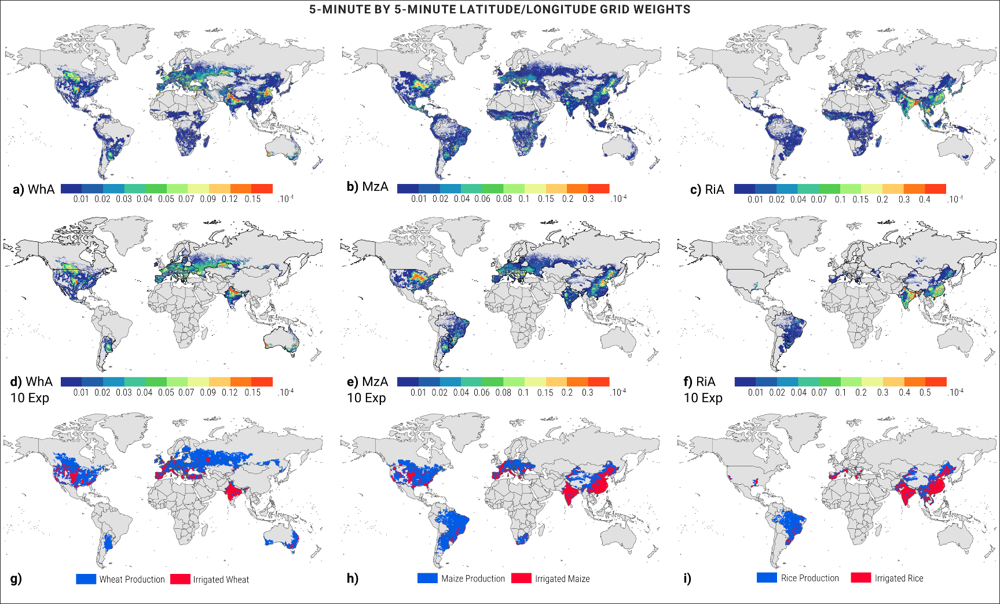 5-MINUTE BY 5-MINUTE LATITUDE/LONGITUDE GRID WEIGHTS
a) WhA
0.01 0.02 0.03 0.04 0.05 0.07 0.09 0.12 0.15 .10⁻⁴
b) MzA
0.01 0.02 0.04 0.06 0.08 0.1 0.15 0.2 0.3 .10⁻⁴
c) RiA
0.01 0.02 0.04 0.07 0.1 0.15 0.2 0.3 0.4 .10⁻⁴
d) WhA
10 Exp
0.01 0.02 0.03 0.04 0.05 0.07 0.09 0.12 0.15 .10⁻⁴
e) MzA
10 Exp
0.01 0.02 0.04 0.06 0.08 0.1 0.15 0.2 0.3 .10⁻⁴
f) RiA
10 Exp
0.01 0.02 0.04 0.07 0.1 0.2 0.3 0.4 0.5 .10⁻⁴
g) Wheat Production Irrigated Wheat
h) Maize Production Irrigated Maize
i) Rice Production Irrigated Rice